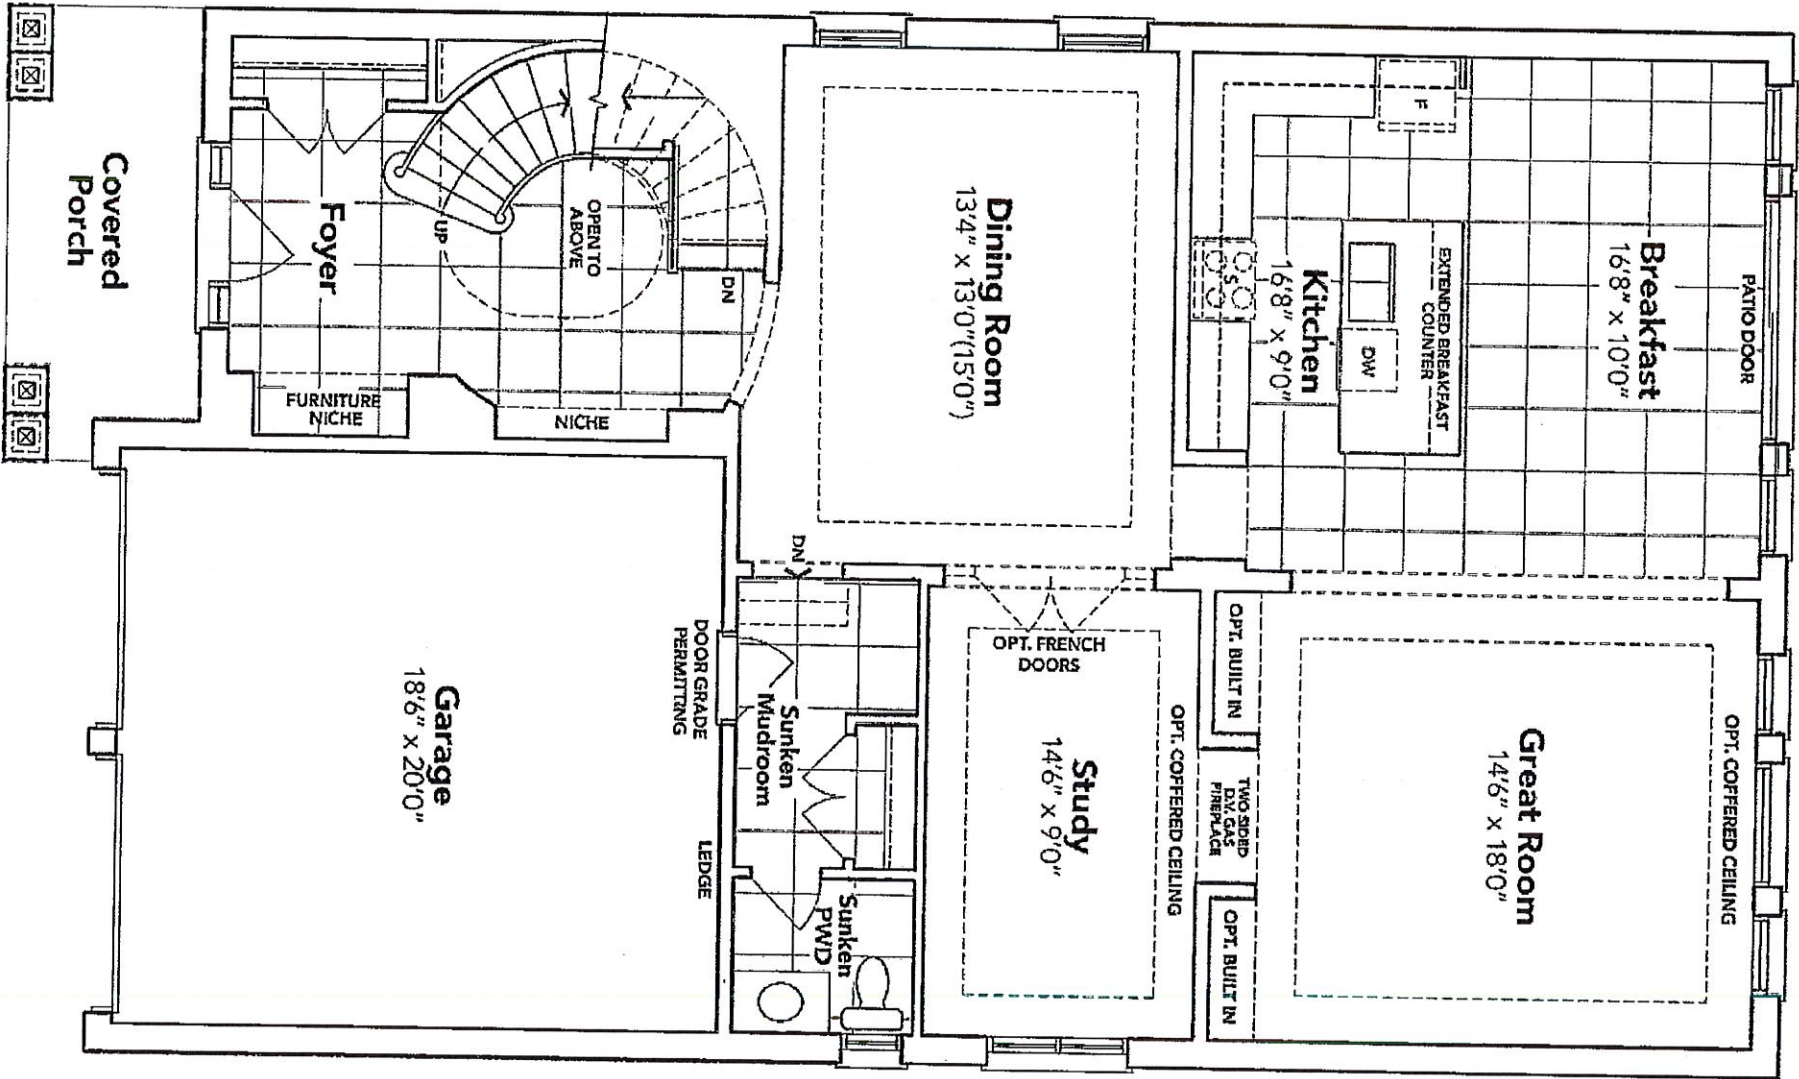 PATIO DOOR
Breakfast
16'8" x 10'0"
EXTENDED BREAKFAST
COUNTER
F
DW
Kitchen
16'8" x 9'0"
S
OPT. COFFERED CEILING
Great Room
14'6" x 18'0"
OPT. BUILT IN
TWO SIDED
D.V. GAS
FIREPLACE
OPT. BUILT IN
Dining Room
13'4" x 13'0"(15'0")
OPT. COFFERED CEILING
Study
14'6" x 9'0"
OPT. FRENCH
DOORS
DN
DN
OPEN TO
ABOVE
UP
NICHE
FURNITURE
NICHE
Foyer
Covered
Porch
Sunken
Mudroom
Sunken
PWD
DOOR GRADE
PERMITTING
LEDGE
Garage
18'6" x 20'0"